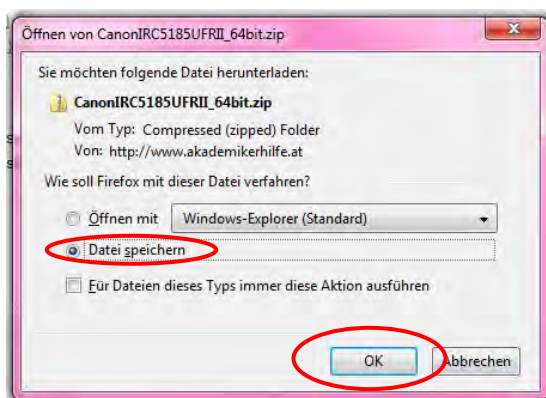 Öffnen von CanonIRC5185UFRII_64bit.zip
Sie möchten folgende Datei herunterladen:
CanonIRC5185UFRII_64bit.zip
Vom Typ: Compressed (zipped) Folder
Von: http://www.akademikerhilfe.at
Wie soll Firefox mit dieser Datei verfahren?
Öffnen mit Windows-Explorer (Standard)
Datei speichern
Für Dateien dieses Typs immer diese Aktion ausführen
OK Abbrechen